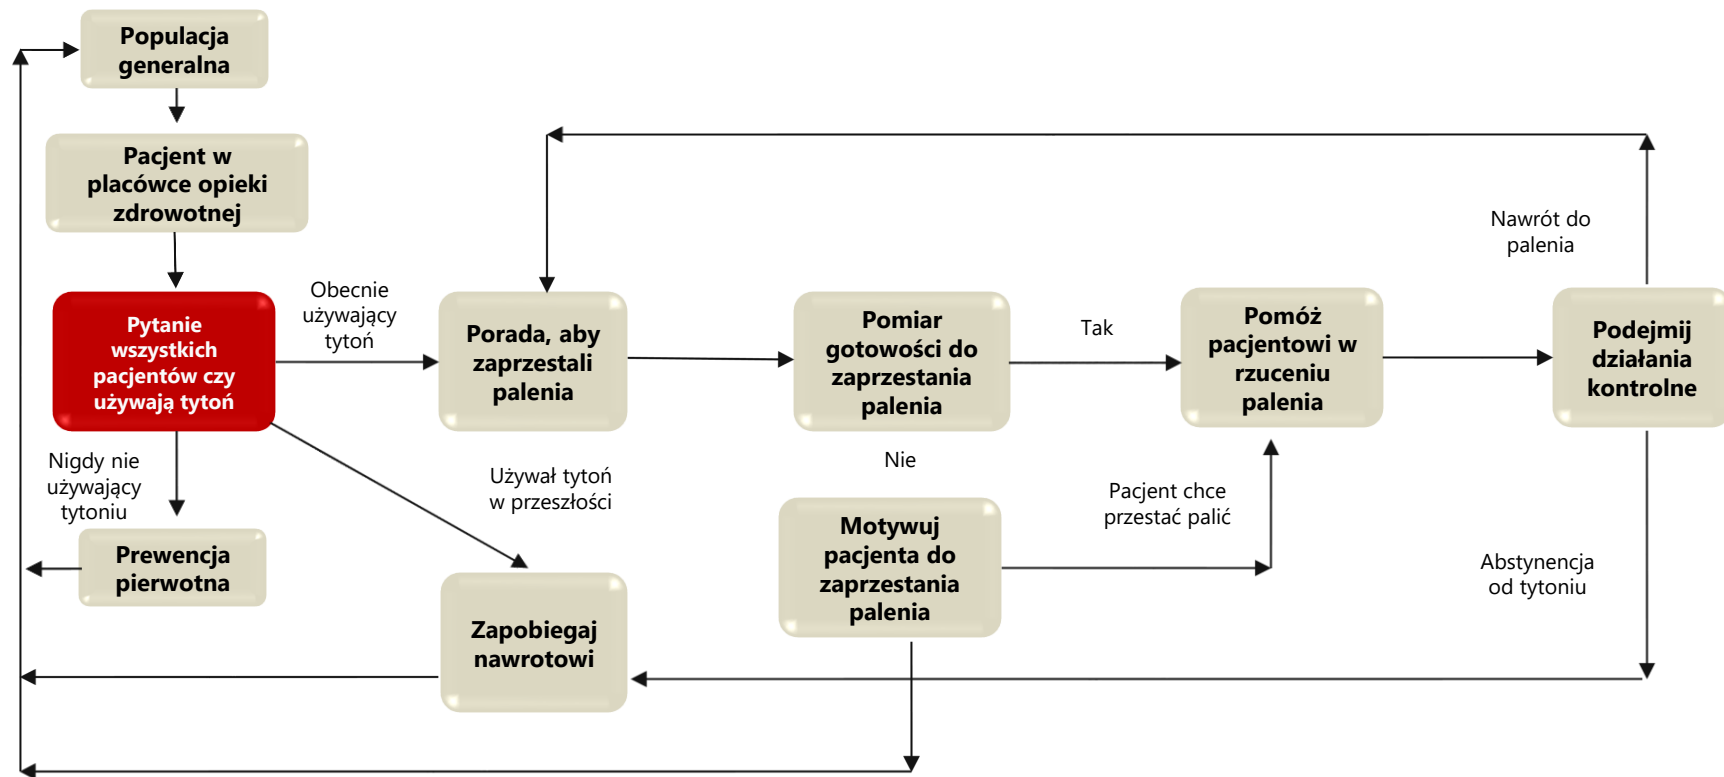 Populacja
generalna
Pacjent w
placówce opieki
zdrowotnej
Pytanie
wszystkich
pacjentów czy
używają tytoń
Obecnie
używający
tytoń
Porada, aby
zaprzestali
palenia
Pomiar
gotowości do
zaprzestania
palenia
Tak
Pomóż
pacjentowi w
rzuceniu
palenia
Podejmij
działania
kontrolne
Nawrót do
palenia
Nigdy nie
używający
tytoniu
Używał tytoń
w przeszłości
Nie
Pacjent chce
przestać palić
Prewencja
pierwotna
Motywuj
pacjenta do
zaprzestania
palenia
Abstynencja
od tytoniu
Zapobiegaj
nawrotowi